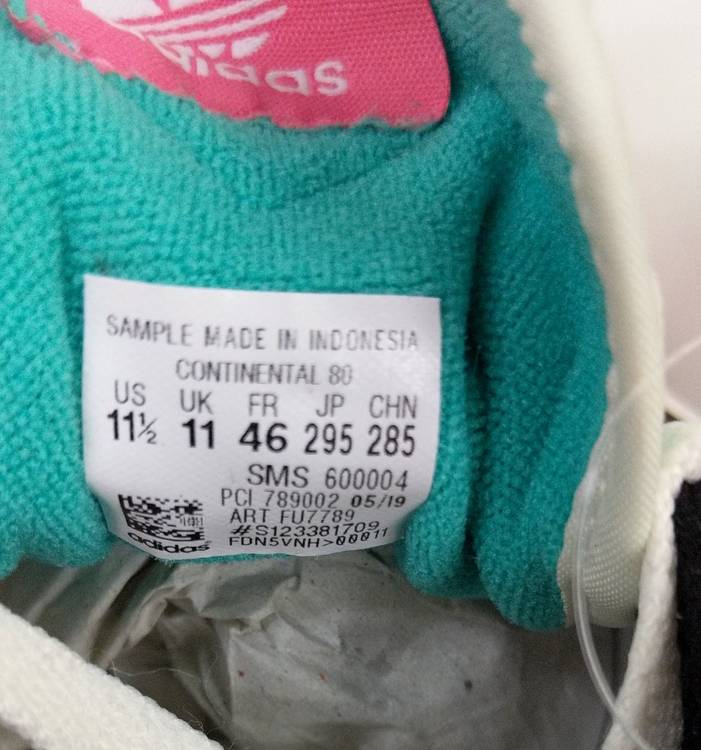 adidas
SAMPLE MADE IN INDONESIA
CONTINENTAL 80
US UK FR JP CHN
11½ 11 46 295 285
SMS 600004
PCI 789002 05/19
ART FU7789
#S123381709
FDN5VNH>00011
adidas